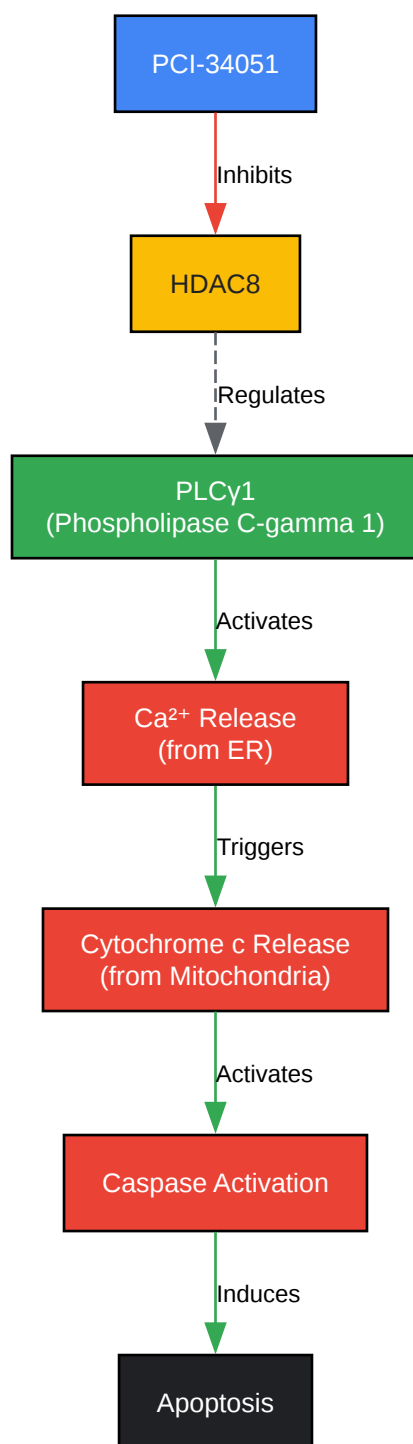 PCI-34051
Inhibits
HDAC8
Regulates
PLCγ1
(Phospholipase C-gamma 1)
Activates
Ca²⁺ Release
(from ER)
Triggers
Cytochrome c Release
(from Mitochondria)
Activates
Caspase Activation
Induces
Apoptosis